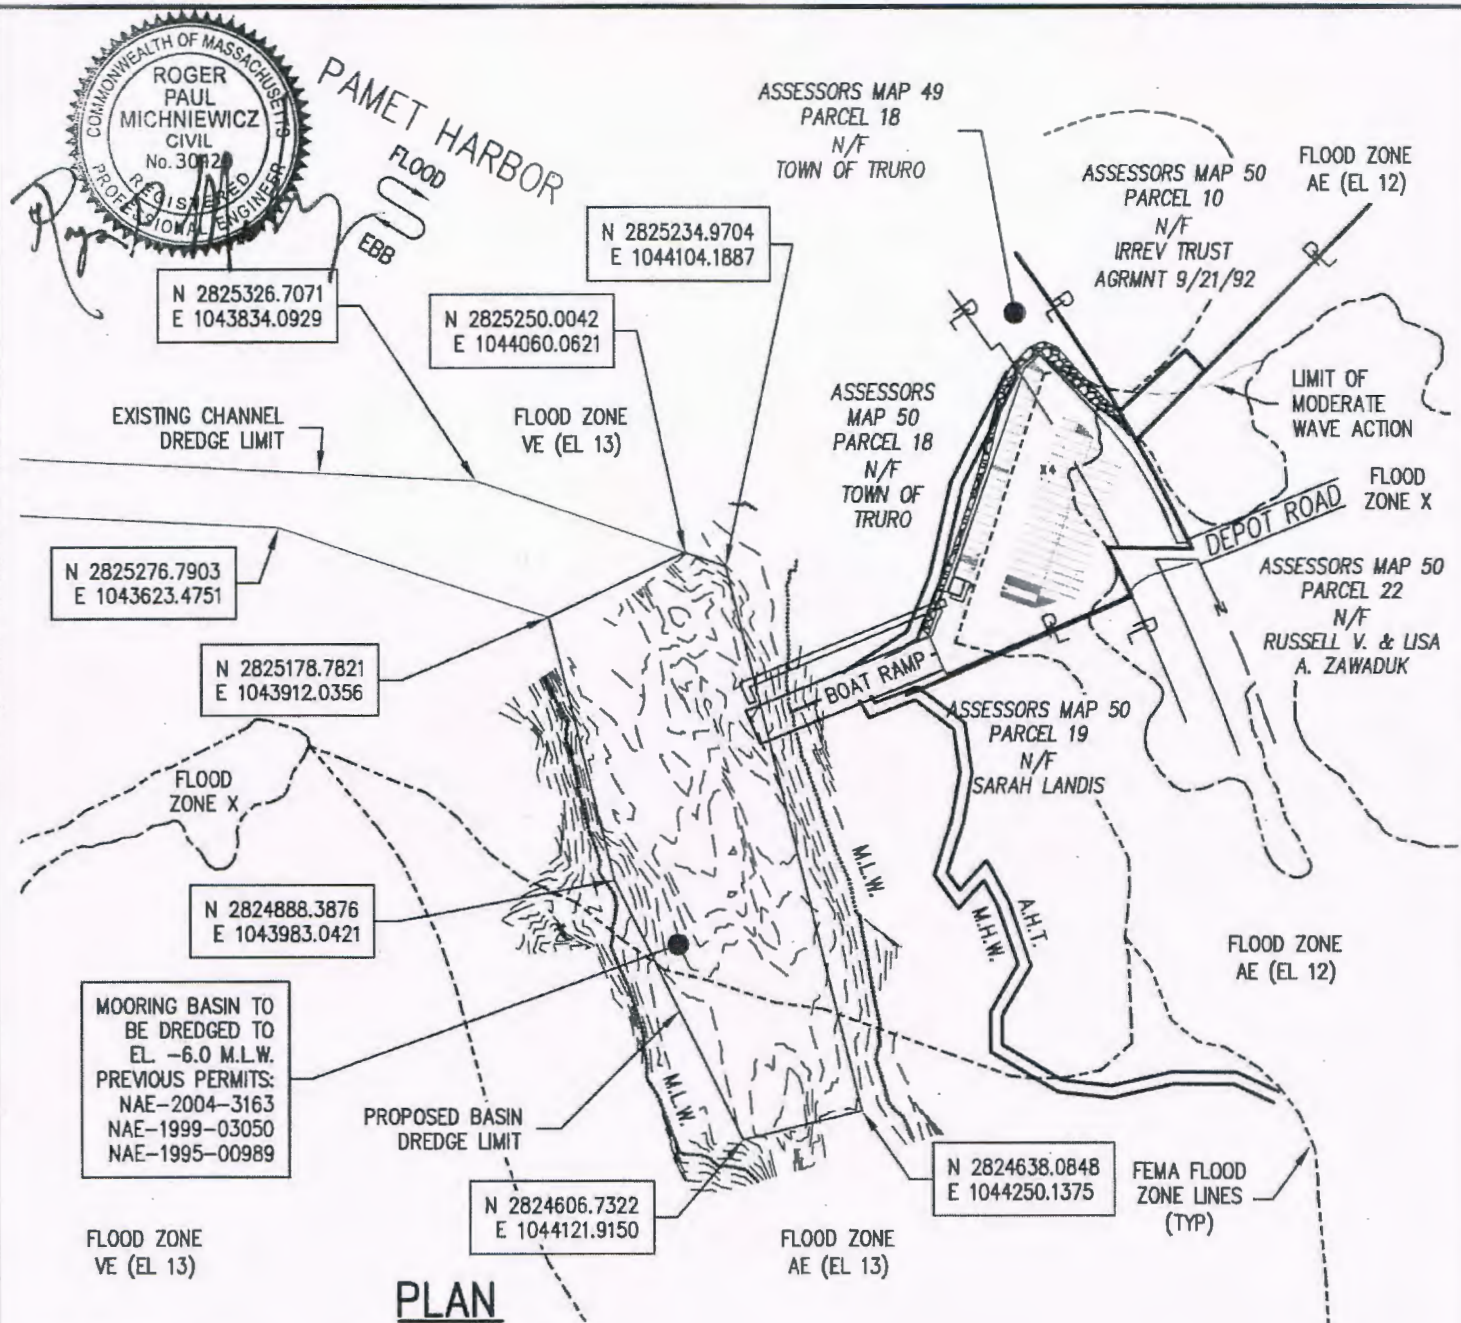 COMMONWEALTH OF MASSACHUSETTS
ROGER
PAUL
MICHNIEWICZ
CIVIL
REGISTERED
PROFESSIONAL ENGINEER
PAMET HARBOR
FLOOD
EBB
ASSESSORS MAP 49
PARCEL 18
N/F
TOWN OF TRURO
ASSESSORS MAP 50
PARCEL 10
N/F
IRREV TRUST
AGRMNT 9/21/92
FLOOD ZONE
AE (EL 12)
N 2825326.7071
E 1043834.0929
N 2825250.0042
E 1044060.0621
N 2825234.9704
E 1044104.1887
PL
PL
PL
EXISTING CHANNEL
DREDGE LIMIT
FLOOD ZONE
VE (EL 13)
ASSESSORS
MAP 50
PARCEL 18
N/F
TOWN OF
TRURO
X4
LIMIT OF
MODERATE
WAVE ACTION
FLOOD
ZONE X
DEPOT ROAD
N 2825276.7903
E 1043623.4751
ASSESSORS MAP 50
PARCEL 22
N/F
RUSSELL V. & LISA
A. ZAWADUK
N 2825178.7821
E 1043912.0356
BOAT RAMP
PL
PL
ASSESSORS MAP 50
PARCEL 19
N/F
SARAH LANDIS
FLOOD
ZONE X
M.L.W.
N 2824888.3876
E 1043983.0421
A.H.T.
M.H.W.
FLOOD ZONE
AE (EL 12)
MOORING BASIN TO
BE DREDGED TO
EL. -6.0 M.L.W.
PREVIOUS PERMITS:
NAE-2004-3163
NAE-1999-03050
NAE-1995-00989
M.L.W.
PROPOSED BASIN
DREDGE LIMIT
N 2824638.0848
E 1044250.1375
FEMA FLOOD
ZONE LINES
(TYP)
N 2824606.7322
E 1044121.9150
FLOOD ZONE
VE (EL 13)
FLOOD ZONE
AE (EL 13)
PLAN